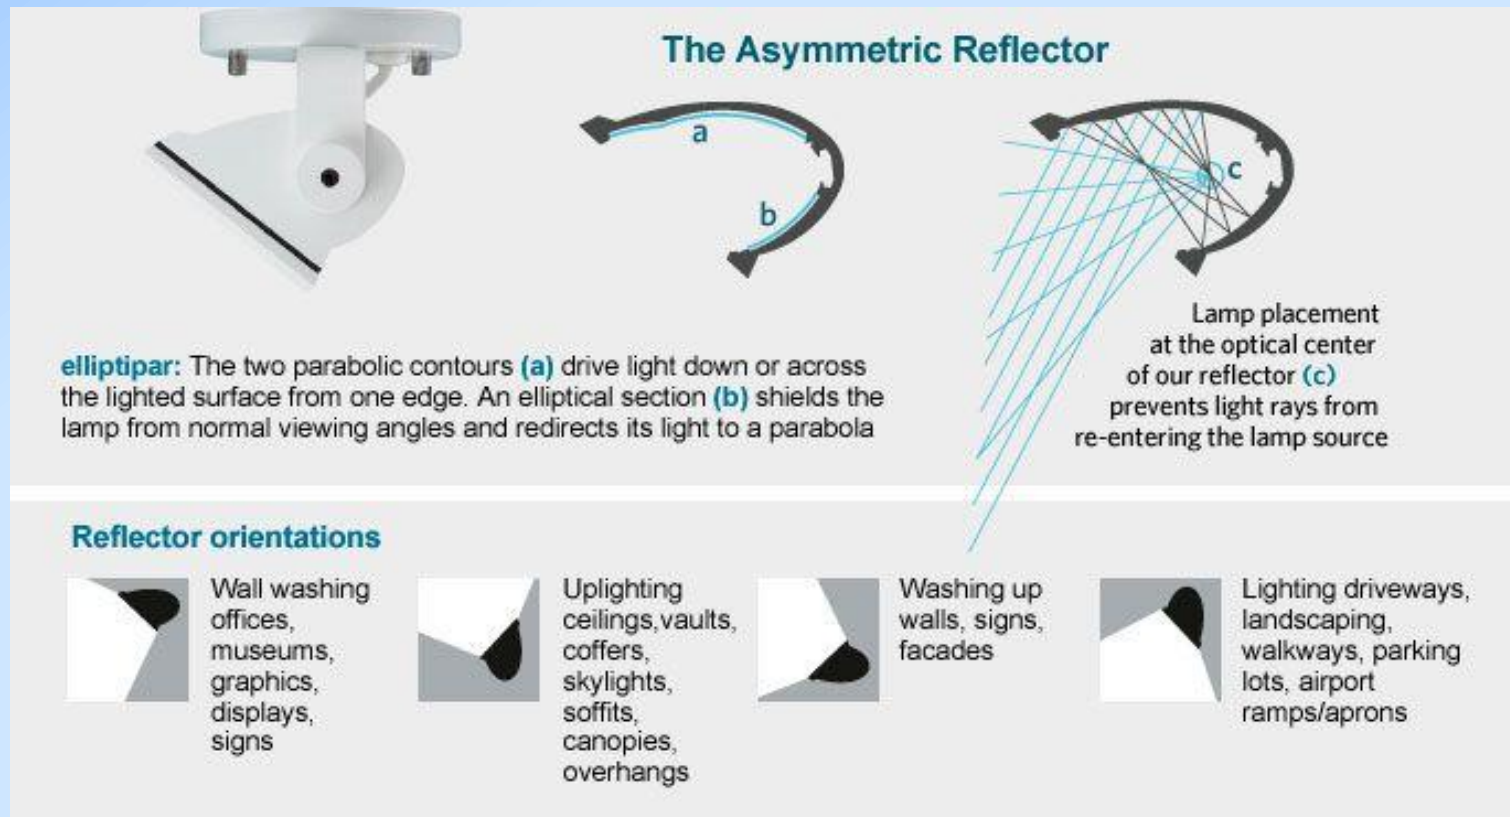 The Asymmetric Reflector
a
b
c
elliptipar: The two parabolic contours (a) drive light down or across
the lighted surface from one edge. An elliptical section (b) shields the
lamp from normal viewing angles and redirects its light to a parabola
Lamp placement
at the optical center
of our reflector (c)
prevents light rays from
re-entering the lamp source
Reflector orientations
Wall washing
offices,
museums,
graphics,
displays,
signs
Uplighting
ceilings,vaults,
coffers,
skylights,
soffits,
canopies,
overhangs
Washing up
walls, signs,
facades
Lighting driveways,
landscaping,
walkways, parking
lots, airport
ramps/aprons